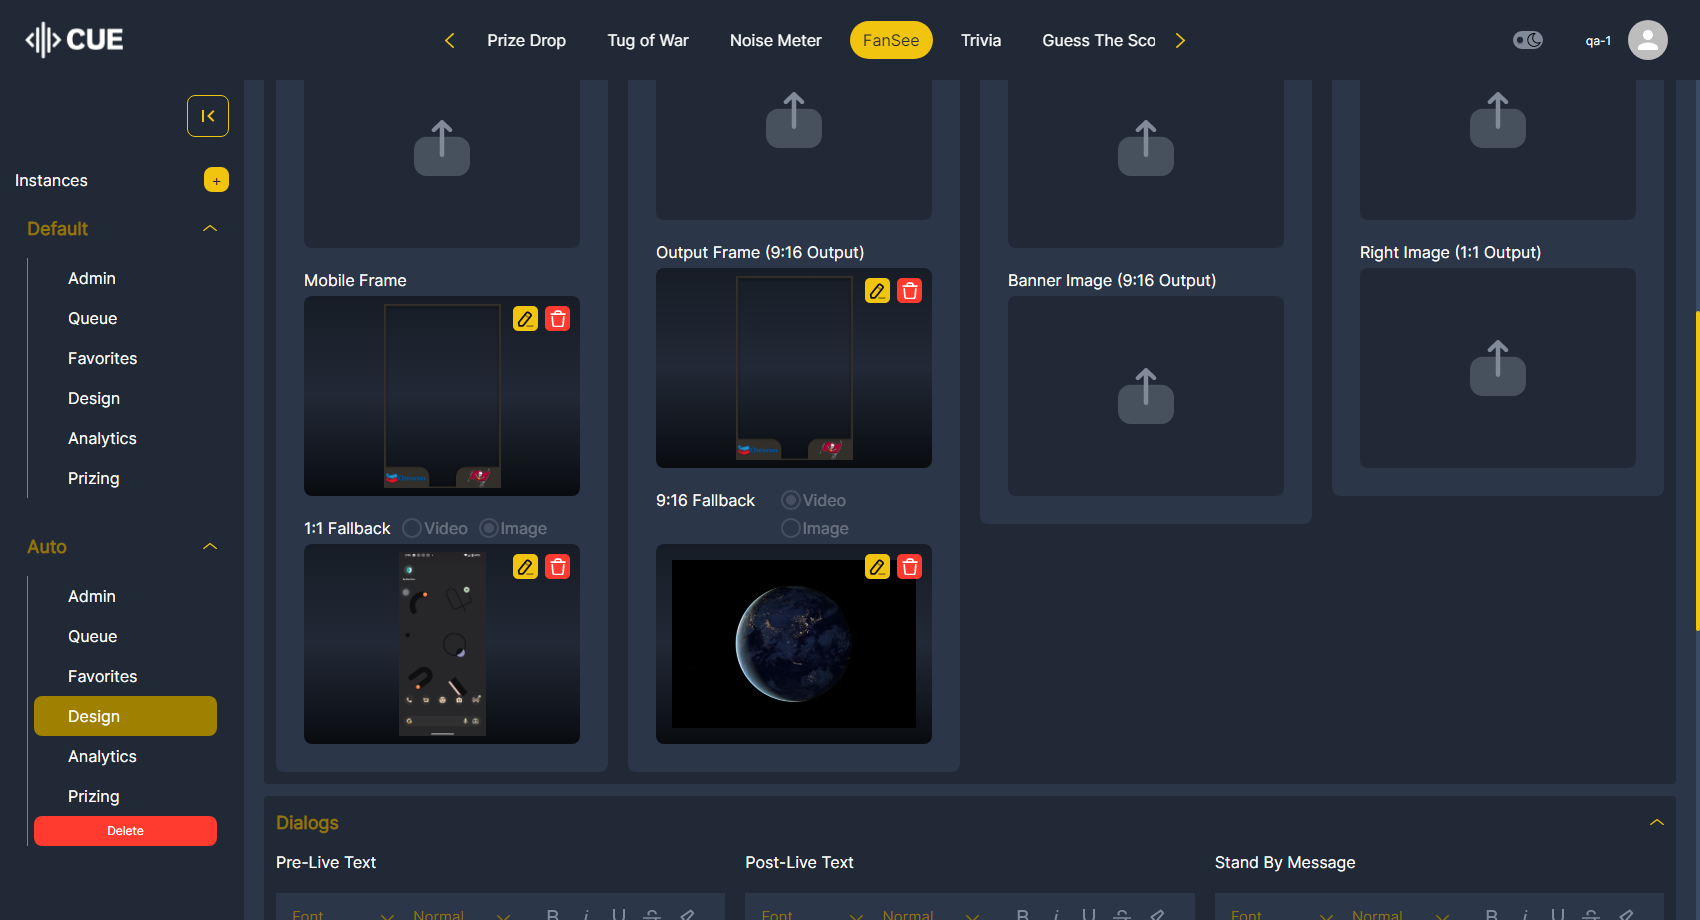 CUE
Prize Drop
Tug of War
Noise Meter
FanSee
Trivia
Guess The Sco
qa-1
Instances
+
Default
Admin
Queue
Favorites
Design
Analytics
Prizing
Auto
Admin
Queue
Favorites
Design
Analytics
Prizing
Delete
Mobile Frame
1:1 Fallback Video Image
Output Frame (9:16 Output)
9:16 Fallback Video
Image
Banner Image (9:16 Output)
Right Image (1:1 Output)
Dialogs
Pre-Live Text
Font Normal B i U S
Post-Live Text
Font Normal B i U S
Stand By Message
Font Normal B i U S